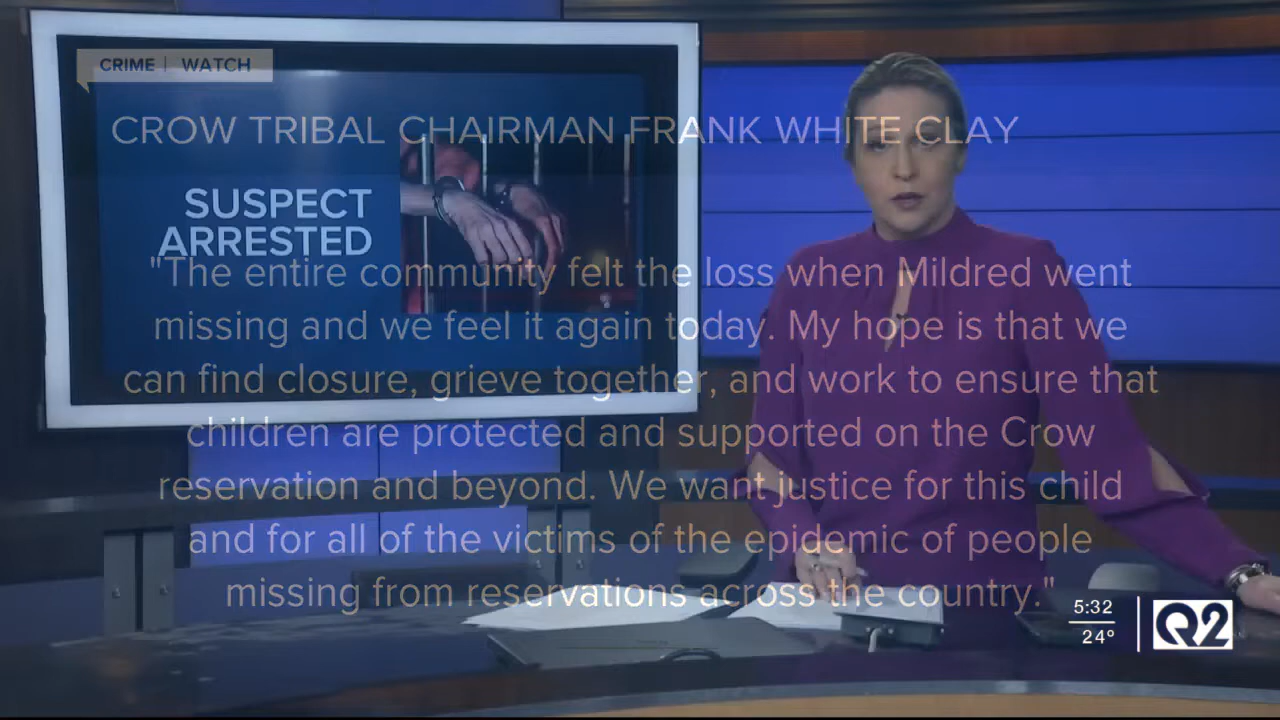 CRIME | WATCH
CROW TRIBAL CHAIRMAN FRANK WHITE CLAY
SUSPECT
ARRESTED
"The entire community felt the loss when Mildred went
missing and we feel it again today. My hope is that we
can find closure, grieve together, and work to ensure that
children are protected and supported on the Crow
reservation and beyond. We want justice for this child
and for all of the victims of the epidemic of people
missing from reservations across the country."
5:32
24°
Q2